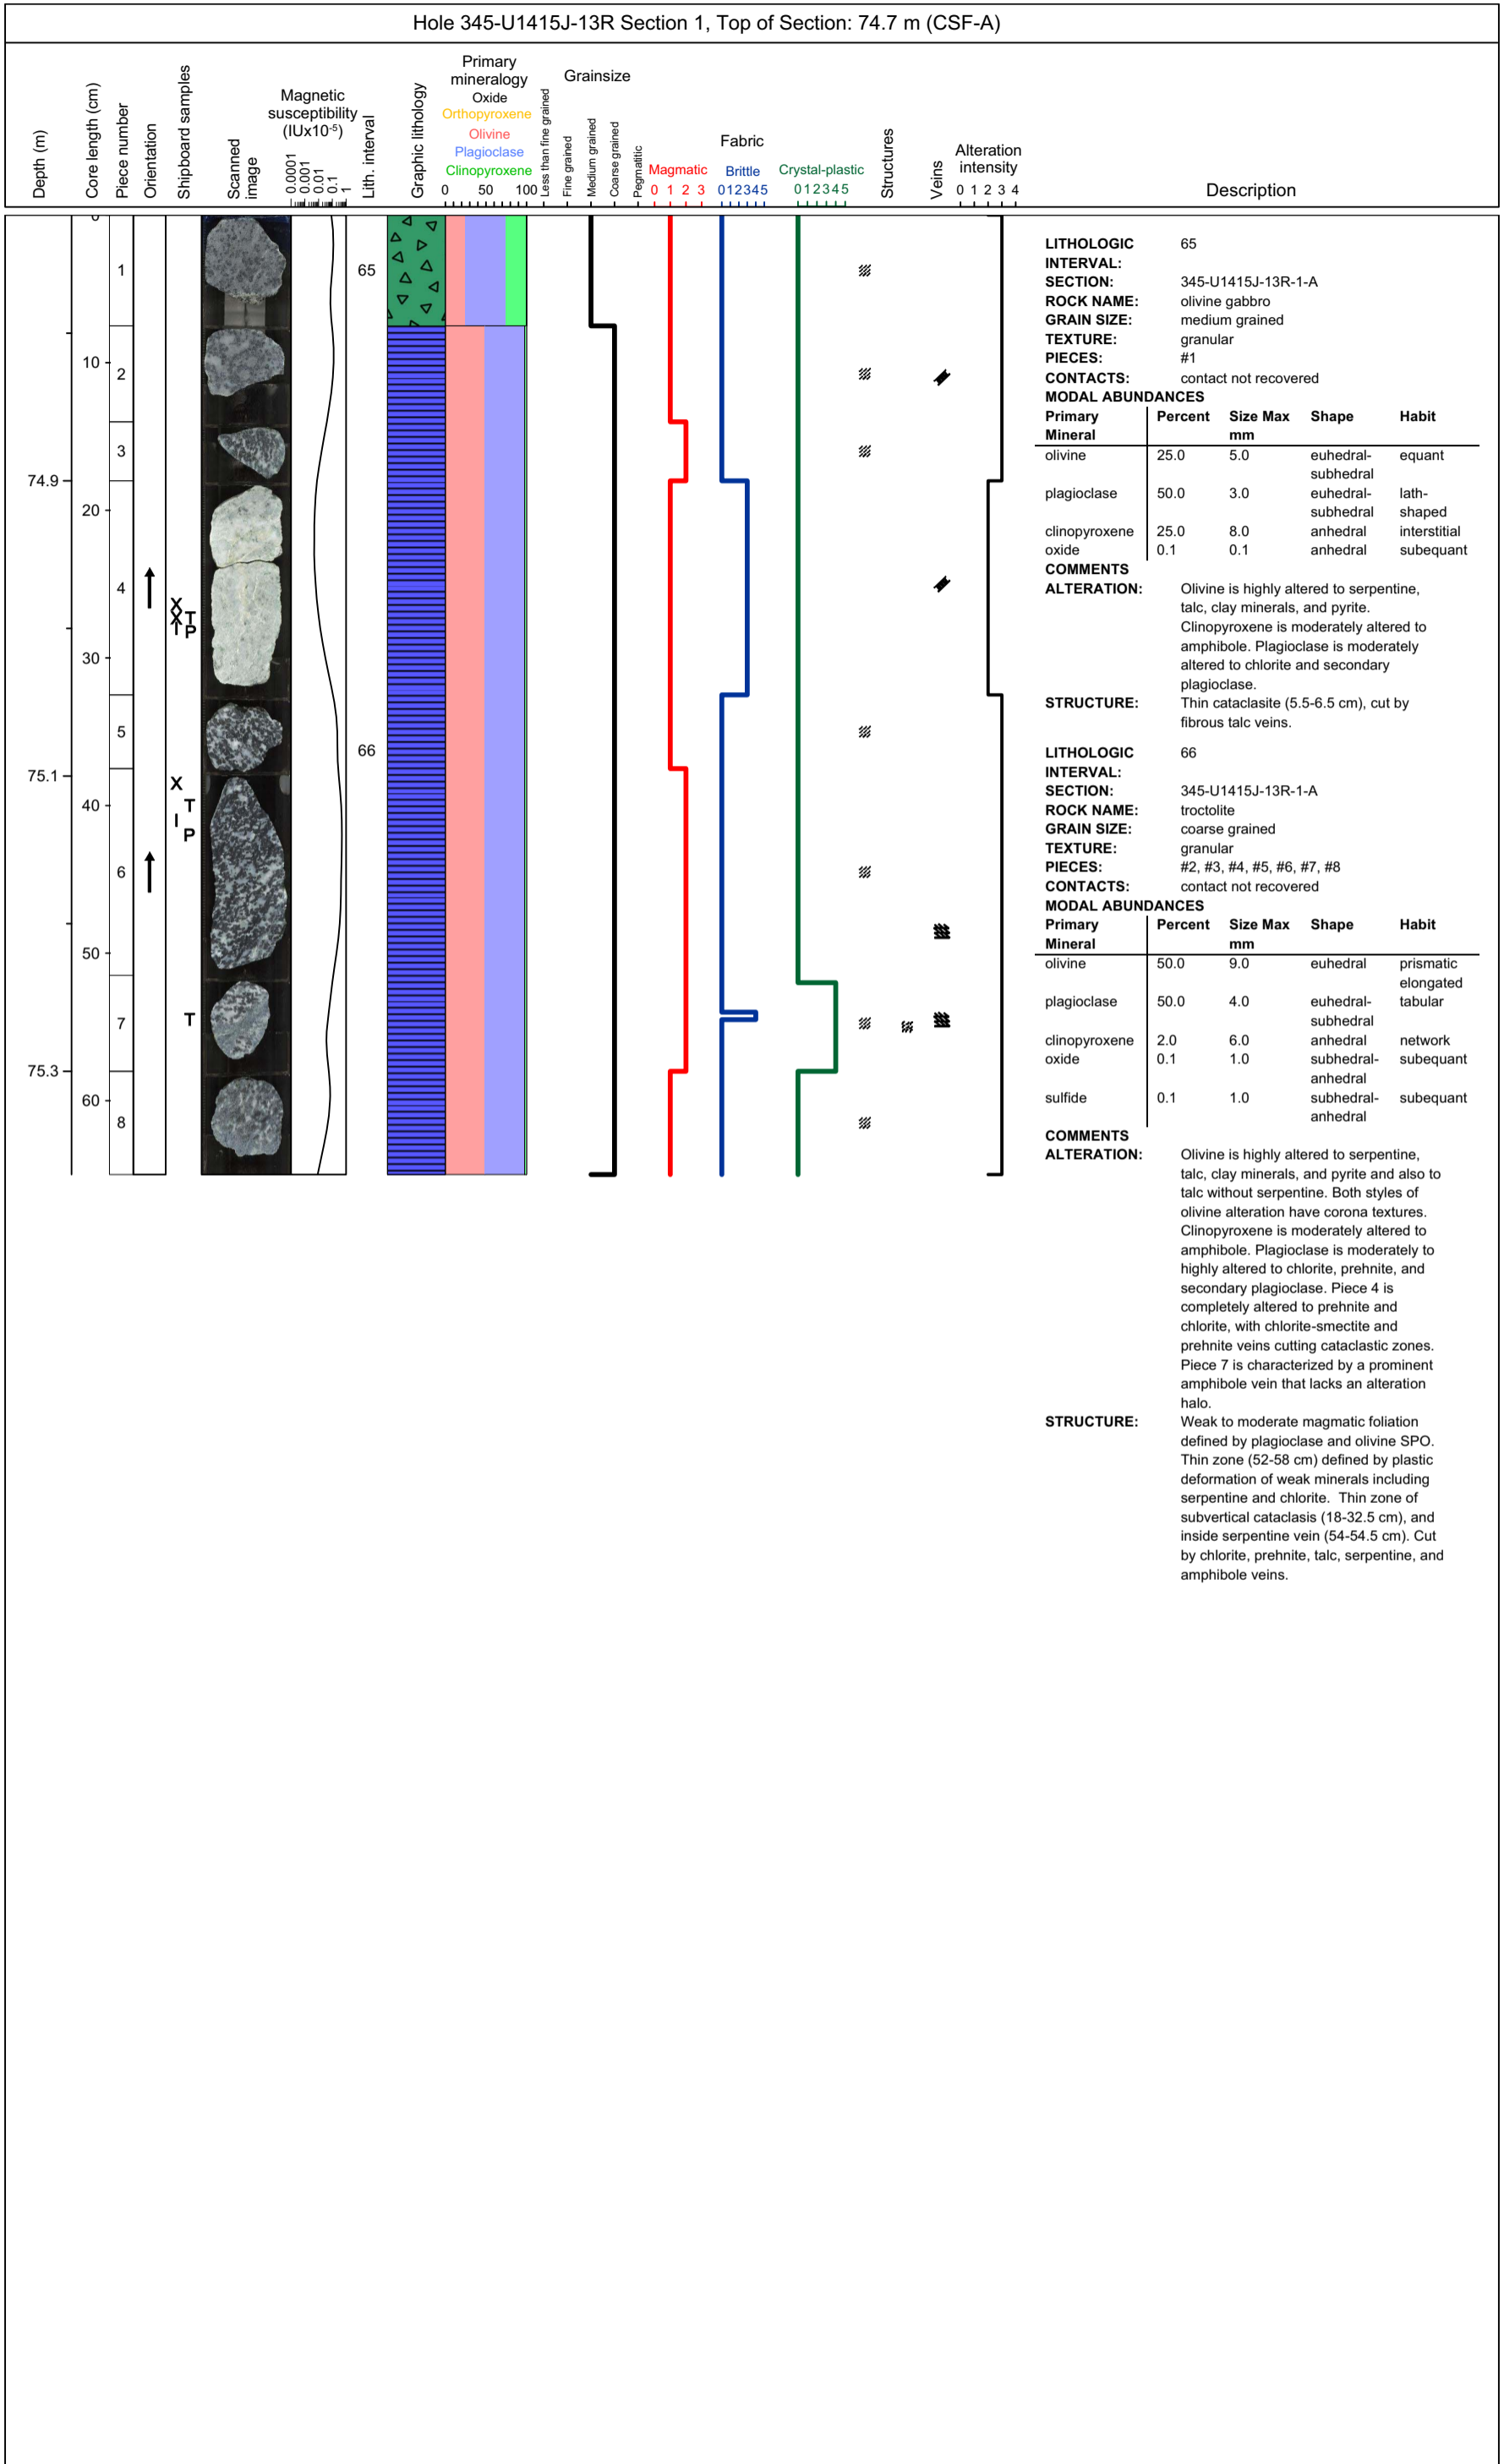 Hole 345-U1415J-13R Section 1, Top of Section: 74.7 m (CSF-A)
Depth (m)
Core length (cm)
Piece number
Orientation
Shipboard samples
Scanned
image
Magnetic
susceptibility
(IUx10-5)
0.0001
0.001
0.01
0.1
1
Lith. interval
Graphic lithology
Primary
mineralogy
Oxide
Orthopyroxene
Olivine
Plagioclase
Clinopyroxene
0 50 100
Grainsize
Less than fine grained
Fine grained
Medium grained
Coarse grained
Pegmatitic
Fabric
Magmatic
0 1 2 3
Brittle
012345
Crystal-plastic
012345
Structures
Veins
Alteration
intensity
0 1 2 3 4
Description
0
1
65
10
2
3
74.9
20
4
X
X T
I P
30
5
66
75.1
X
40
T
I
P
6
50
7
T
75.3
60
8
LITHOLOGIC 65
INTERVAL:
SECTION: 345-U1415J-13R-1-A
ROCK NAME: olivine gabbro
GRAIN SIZE: medium grained
TEXTURE: granular
PIECES: #1
CONTACTS: contact not recovered
MODAL ABUNDANCES
Primary Percent Size Max Shape Habit
Mineral mm
olivine 25.0 5.0 euhedral- equant
subhedral
plagioclase 50.0 3.0 euhedral- lath-
subhedral shaped
clinopyroxene 25.0 8.0 anhedral interstitial
oxide 0.1 0.1 anhedral subequant
COMMENTS
ALTERATION: Olivine is highly altered to serpentine,
talc, clay minerals, and pyrite.
Clinopyroxene is moderately altered to
amphibole. Plagioclase is moderately
altered to chlorite and secondary
plagioclase.
STRUCTURE: Thin cataclasite (5.5-6.5 cm), cut by
fibrous talc veins.
LITHOLOGIC 66
INTERVAL:
SECTION: 345-U1415J-13R-1-A
ROCK NAME: troctolite
GRAIN SIZE: coarse grained
TEXTURE: granular
PIECES: #2, #3, #4, #5, #6, #7, #8
CONTACTS: contact not recovered
MODAL ABUNDANCES
Primary Percent Size Max Shape Habit
Mineral mm
olivine 50.0 9.0 euhedral prismatic
elongated
plagioclase 50.0 4.0 euhedral- tabular
subhedral
clinopyroxene 2.0 6.0 anhedral network
oxide 0.1 1.0 subhedral- subequant
anhedral
sulfide 0.1 1.0 subhedral- subequant
anhedral
COMMENTS
ALTERATION: Olivine is highly altered to serpentine,
talc, clay minerals, and pyrite and also to
talc without serpentine. Both styles of
olivine alteration have corona textures.
Clinopyroxene is moderately altered to
amphibole. Plagioclase is moderately to
highly altered to chlorite, prehnite, and
secondary plagioclase. Piece 4 is
completely altered to prehnite and
chlorite, with chlorite-smectite and
prehnite veins cutting cataclastic zones.
Piece 7 is characterized by a prominent
amphibole vein that lacks an alteration
halo.
STRUCTURE: Weak to moderate magmatic foliation
defined by plagioclase and olivine SPO.
Thin zone (52-58 cm) defined by plastic
deformation of weak minerals including
serpentine and chlorite. Thin zone of
subvertical cataclasis (18-32.5 cm), and
inside serpentine vein (54-54.5 cm). Cut
by chlorite, prehnite, talc, serpentine, and
amphibole veins.